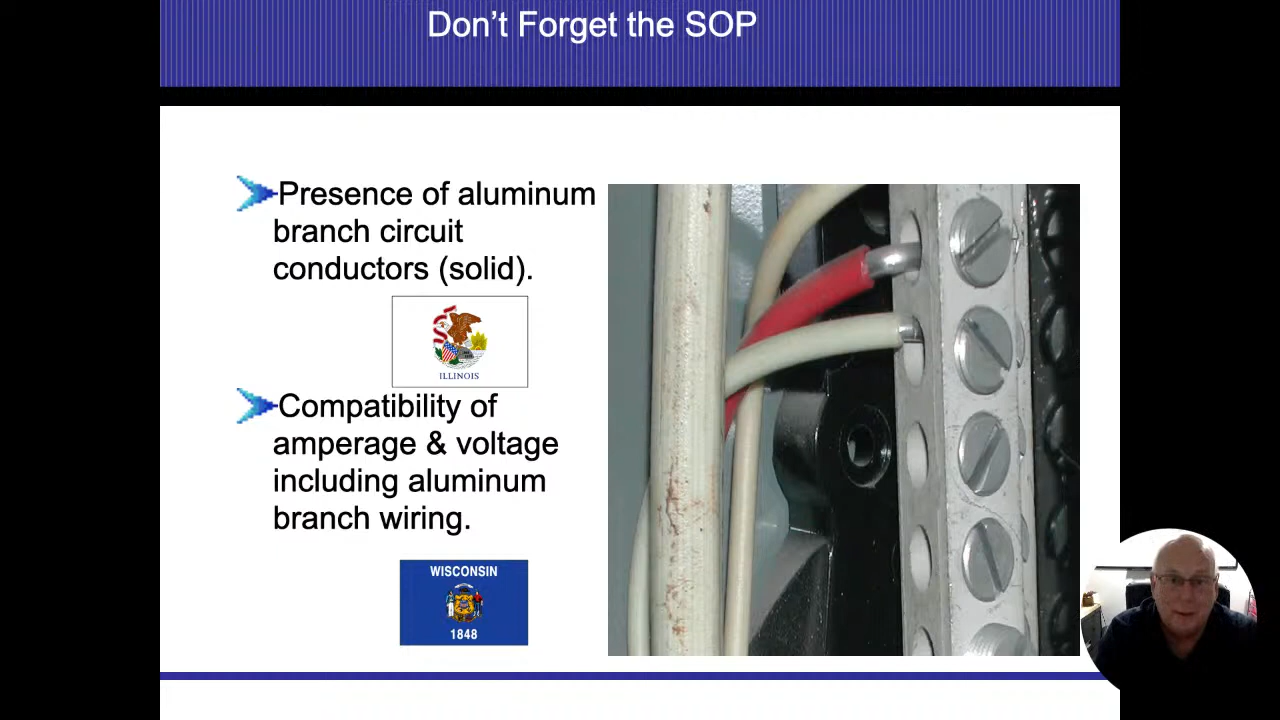 Don't Forget the SOP
Presence of aluminum
branch circuit
conductors (solid).
ILLINOIS
Compatibility of
amperage & voltage
including aluminum
branch wiring.
WISCONSIN
1848